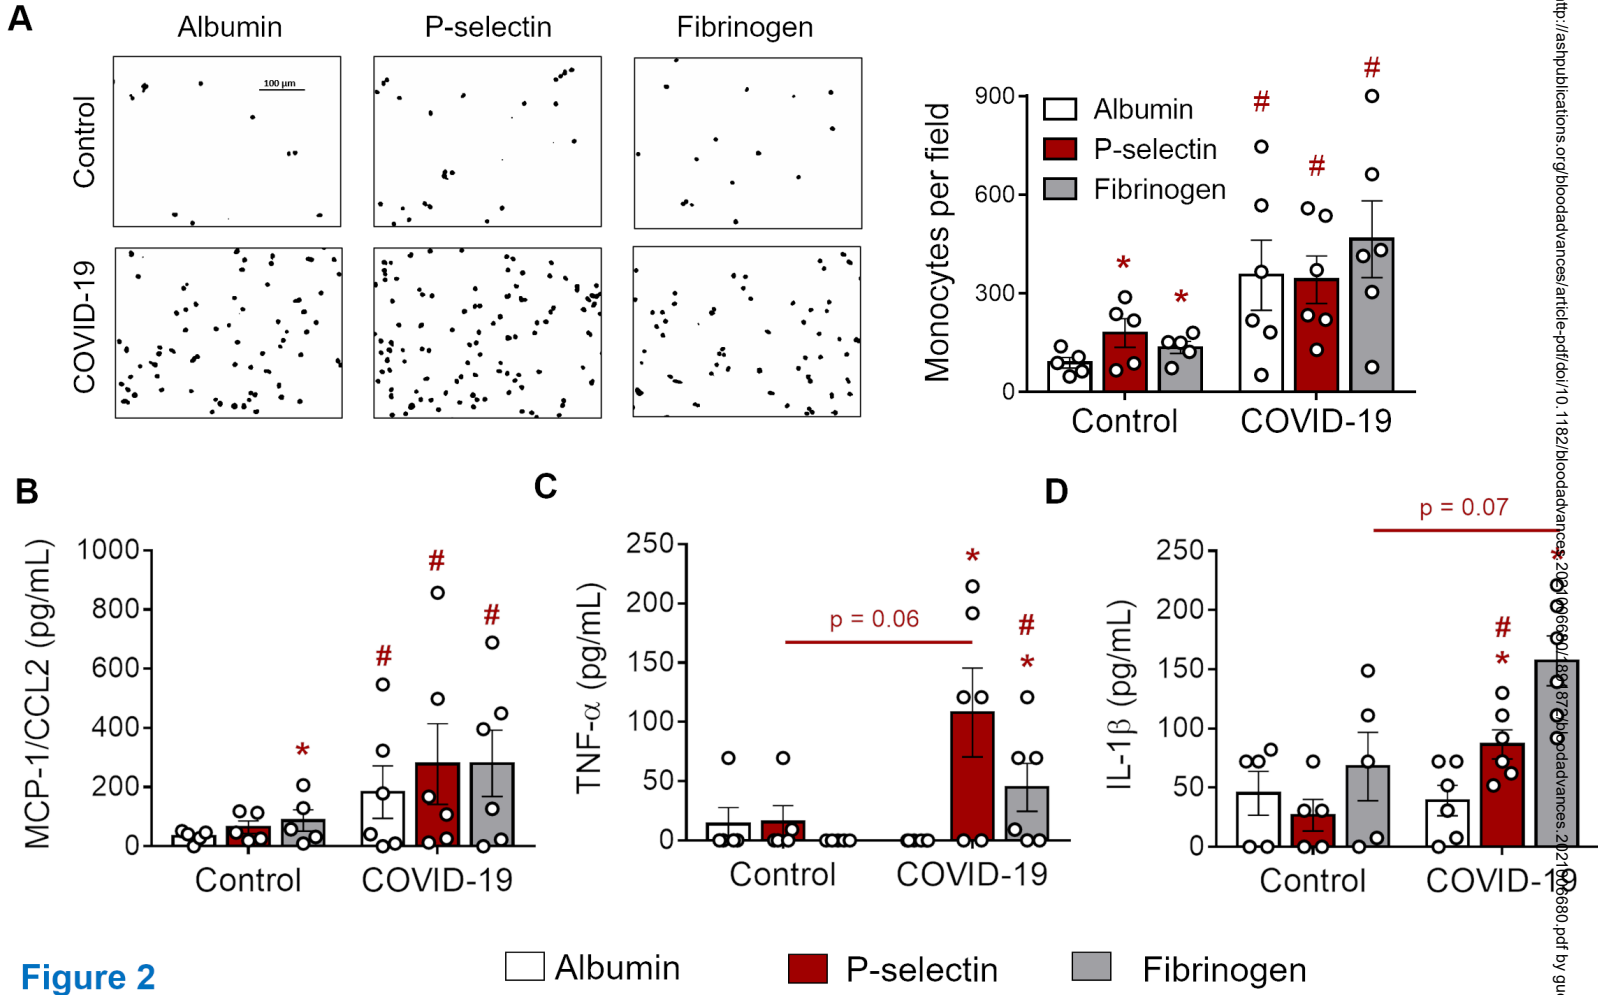 A
Albumin
P-selectin
Fibrinogen
Control
100 μm
COVID-19
Monocytes per field
900
600
300
0
Albumin
P-selectin
Fibrinogen
*
*
#
#
#
Control
COVID-19
B
MCP-1/CCL2 (pg/mL)
1000
800
600
400
200
0
*
#
#
#
Control
COVID-19
C
TNF-α (pg/mL)
250
200
150
100
50
0
p = 0.06
*
#
*
Control
COVID-19
D
IL-1β (pg/mL)
250
200
150
100
50
0
p = 0.07
#
*
*
Control
COVID-19
Albumin
P-selectin
Fibrinogen
Figure 2